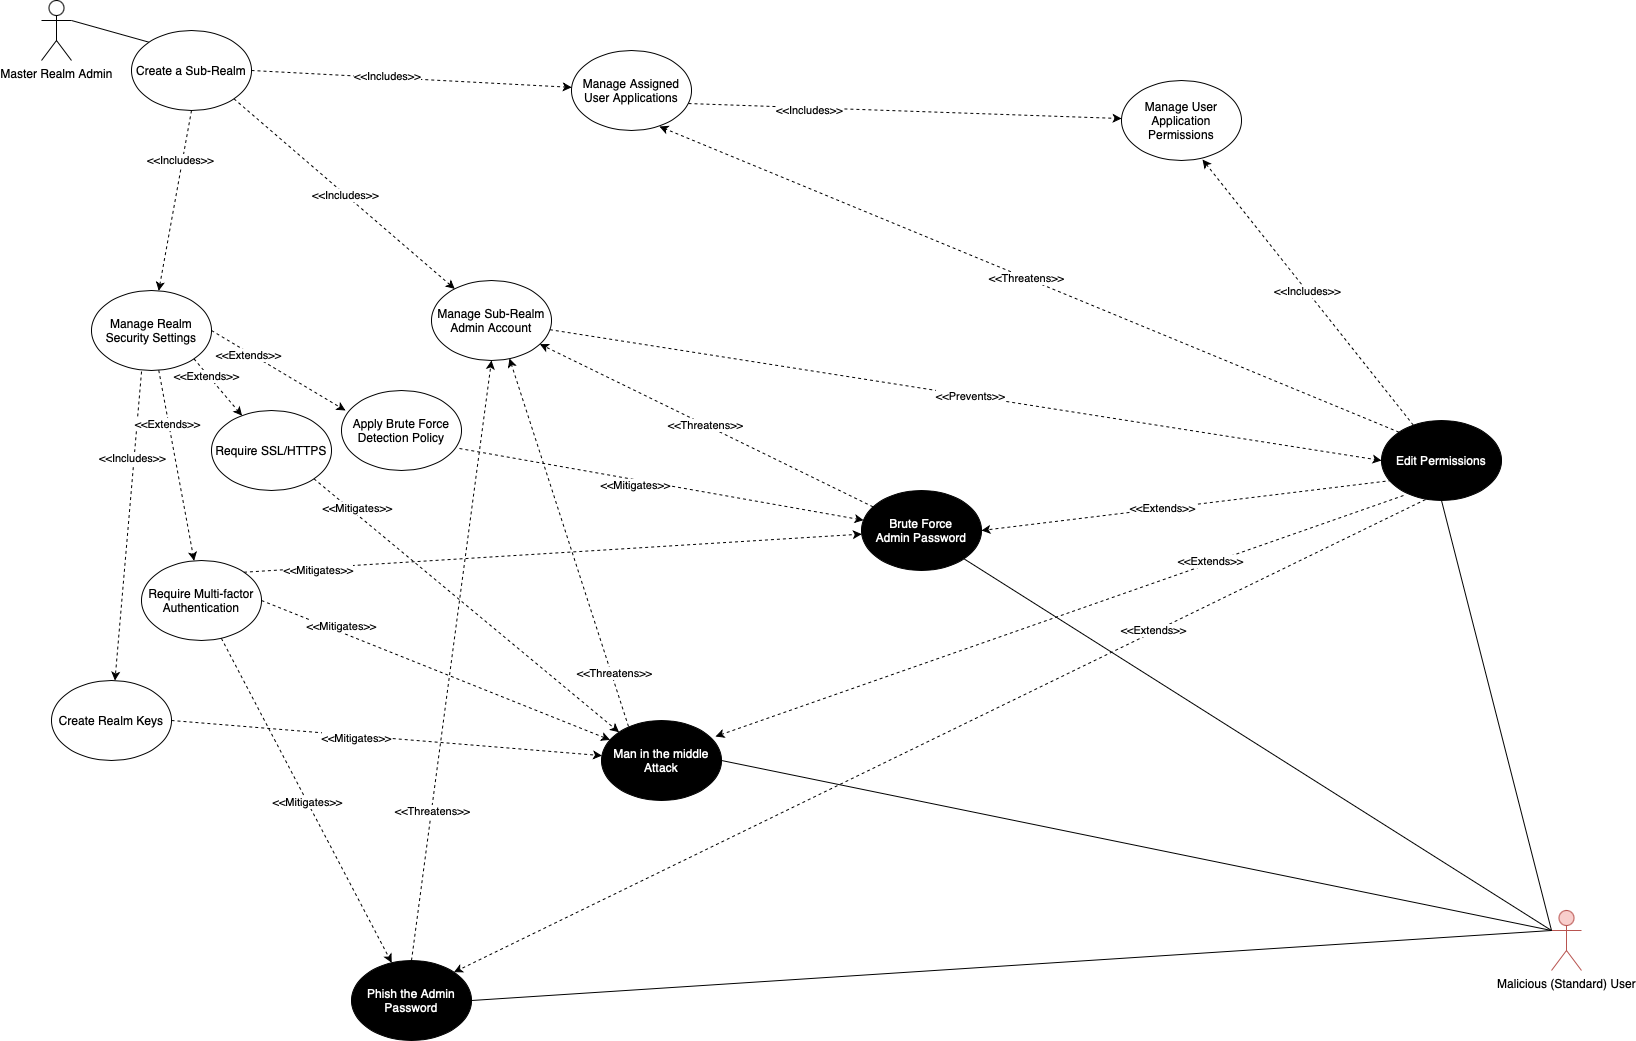 Master Realm Admin
Create a Sub-Realm
<<Includes>>
Manage Assigned
User Applications
<<Includes>>
Manage User
Application
Permissions
<<Includes>>
<<Includes>>
<<Threatens>>
<<Includes>>
Manage Realm
Security Settings
Manage Sub-Realm
Admin Account
<<Extends>>
<<Extends>>
<<Prevents>>
<<Extends>>
Apply Brute Force
Detection Policy
<<Threatens>>
Require SSL/HTTPS
<<Includes>>
Edit Permissions
<<Mitigates>>
<<Mitigates>>
<<Extends>>
Brute Force
Admin Password
<<Mitigates>>
<<Extends>>
Require Multi-factor
Authentication
<<Mitigates>>
<<Extends>>
<<Threatens>>
Create Realm Keys
<<Mitigates>>
Man in the middle
Attack
<<Mitigates>>
<<Threatens>>
Phish the Admin
Password
Malicious (Standard) User